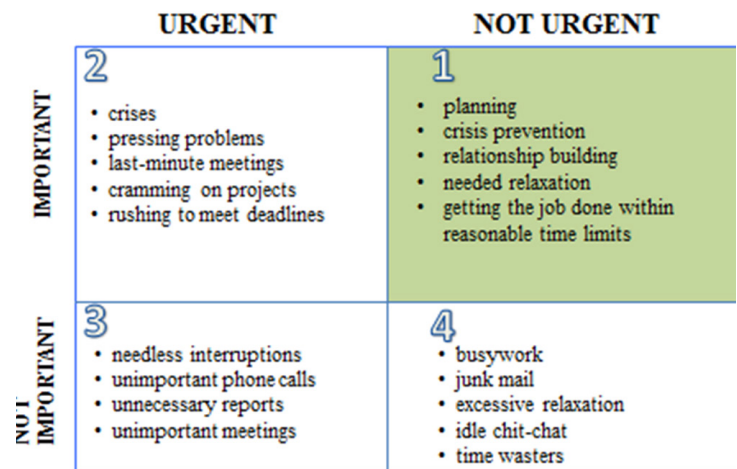 URGENT
NOT URGENT
IMPORTANT
2
• crises
• pressing problems
• last-minute meetings
• cramming on projects
• rushing to meet deadlines
1
• planning
• crisis prevention
• relationship building
• needed relaxation
• getting the job done within
reasonable time limits
NOT
IMPORTANT
3
• needless interruptions
• unimportant phone calls
• unnecessary reports
• unimportant meetings
4
• busywork
• junk mail
• excessive relaxation
• idle chit-chat
• time wasters